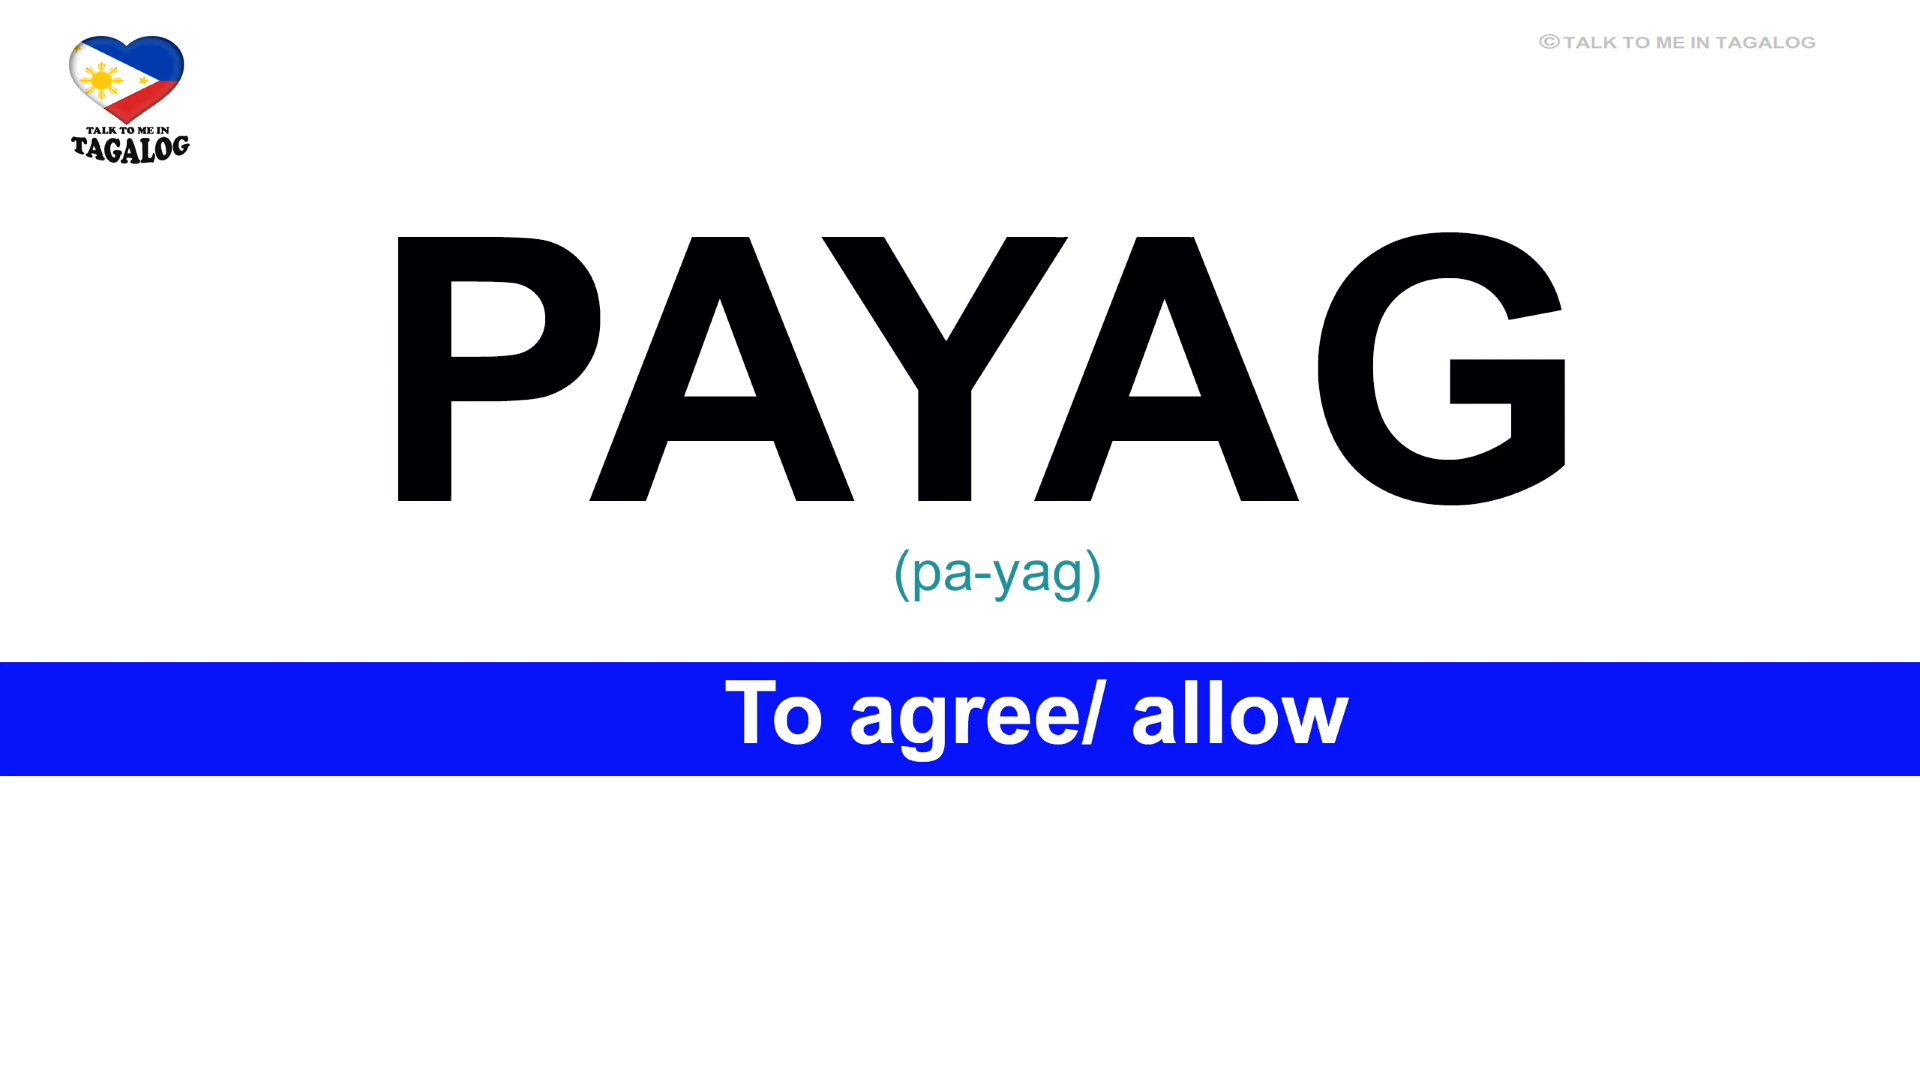 TALK TO ME IN
TAGALOG
© TALK TO ME IN TAGALOG
PAYAG
(pa-yag)
To agree/ allow